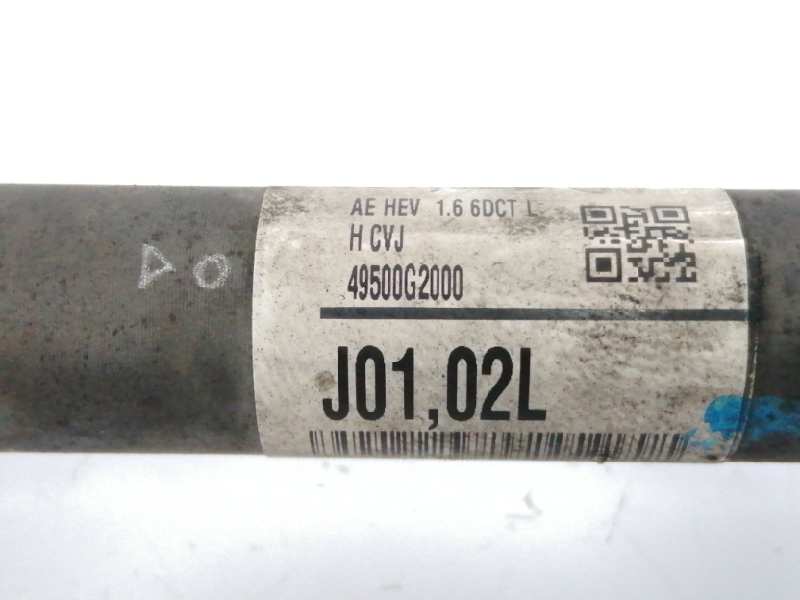 AE HEV 1.6 6DCT L
H CVJ
49500G2000
J01,02L